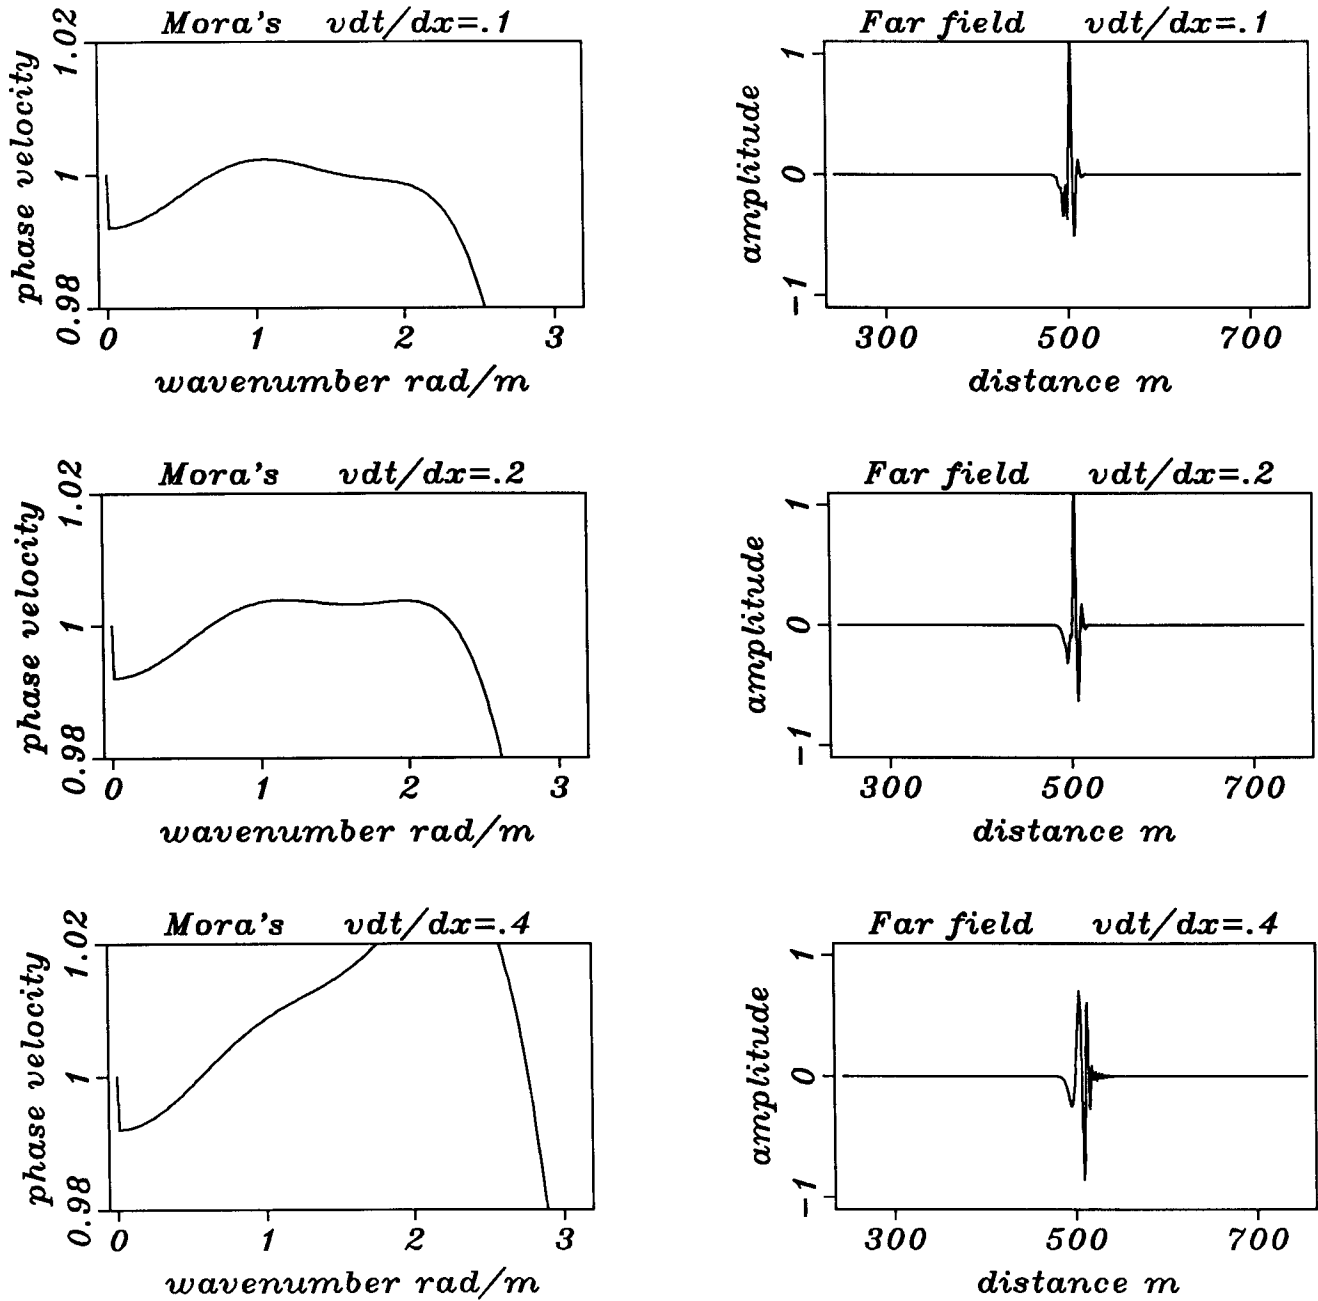 Mora's vdt/dx=.1
phase velocity
1.02
1
0.98
0 1 2 3
wavenumber rad/m
Far field vdt/dx=.1
amplitude
1
0
-1
300 500 700
distance m
Mora's vdt/dx=.2
phase velocity
1.02
1
0.98
0 1 2 3
wavenumber rad/m
Far field vdt/dx=.2
amplitude
1
0
-1
300 500 700
distance m
Mora's vdt/dx=.4
phase velocity
1.02
1
0.98
0 1 2 3
wavenumber rad/m
Far field vdt/dx=.4
amplitude
1
0
-1
300 500 700
distance m